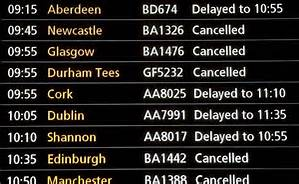 09:15 Aberdeen BD674 Delayed to 10:55
09:45 Newcastle BA1326 Cancelled
09:55 Glasgow BA1476 Cancelled
09:55 Durham Tees GF5232 Cancelled
09:55 Cork AA8025 Delayed to 11:10
10:05 Dublin AA7991 Delayed to 11:35
10:10 Shannon AA8017 Delayed to 10:55
10:35 Edinburgh BA1442 Cancelled
10:50 Manchester BA1388 Cancelled